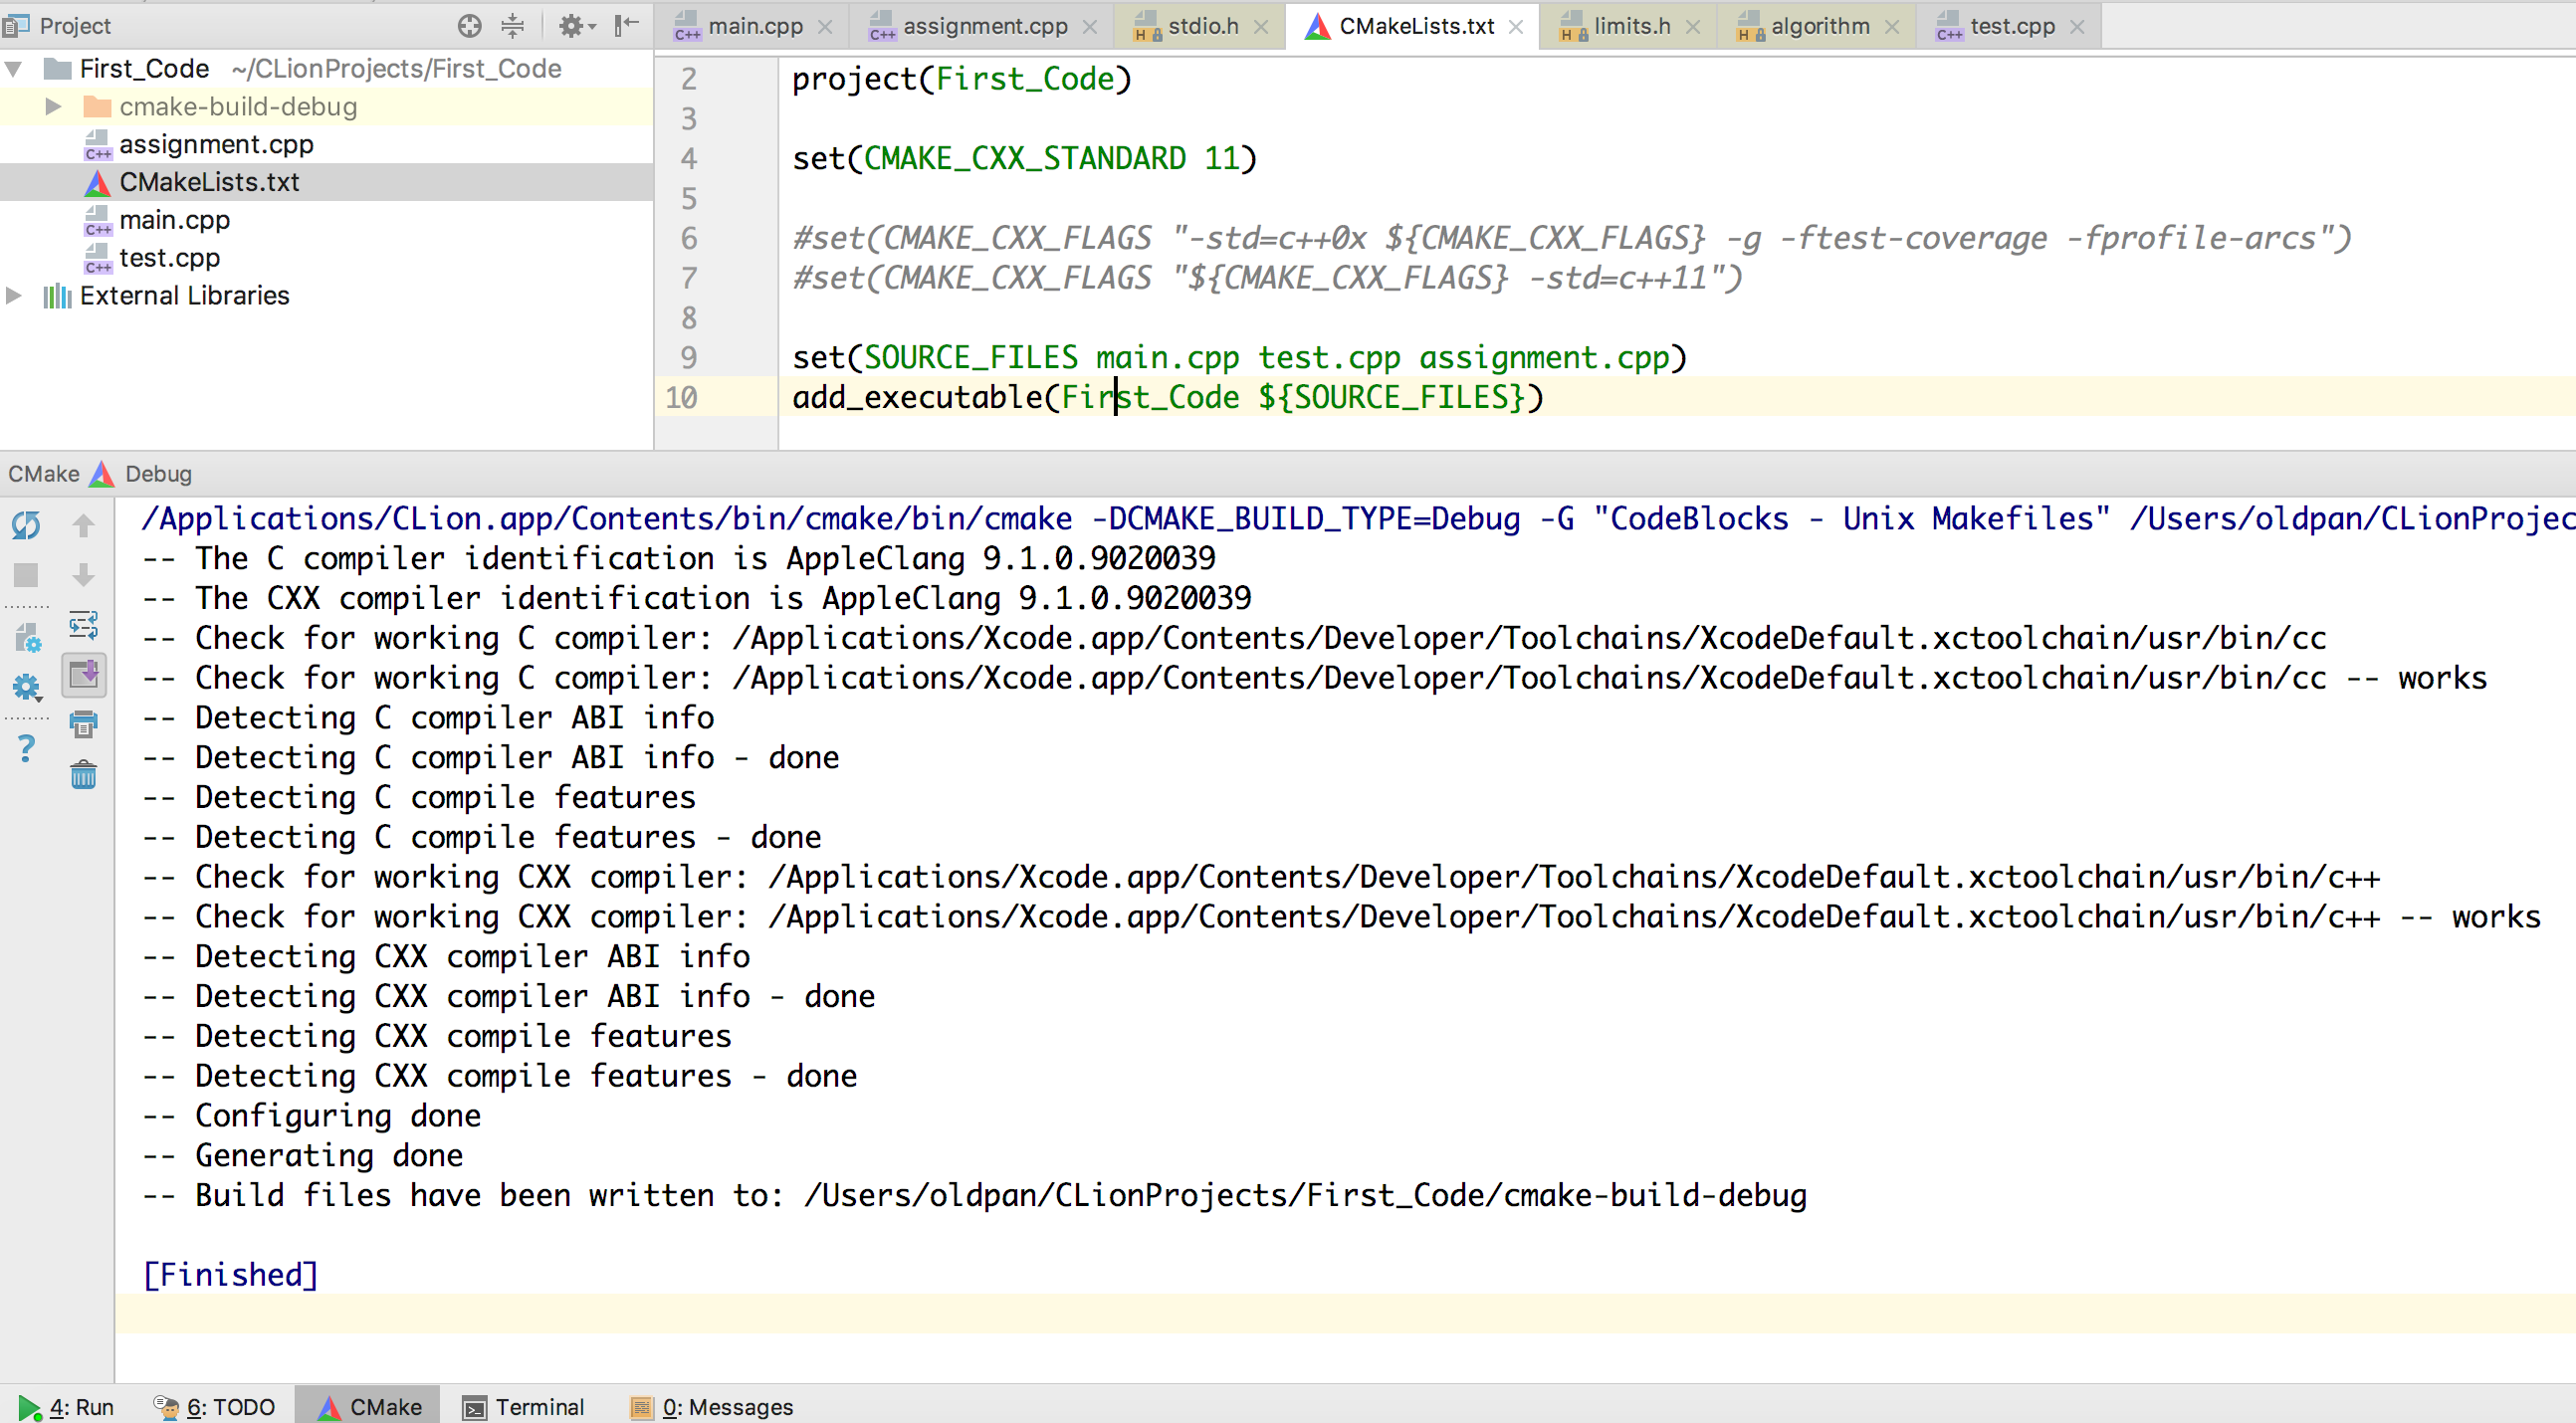 Project
main.cpp
assignment.cpp
stdio.h
CMakeLists.txt
limits.h
algorithm
test.cpp
First_Code ~/CLionProjects/First_Code
cmake-build-debug
assignment.cpp
CMakeLists.txt
main.cpp
test.cpp
External Libraries
2 project(First_Code)
3
4 set(CMAKE_CXX_STANDARD 11)
5
6 #set(CMAKE_CXX_FLAGS "-std=c++0x ${CMAKE_CXX_FLAGS} -g -ftest-coverage -fprofile-arcs")
7 #set(CMAKE_CXX_FLAGS "${CMAKE_CXX_FLAGS} -std=c++11")
8
9 set(SOURCE_FILES main.cpp test.cpp assignment.cpp)
10 add_executable(First_Code ${SOURCE_FILES})
CMake Debug
/Applications/CLion.app/Contents/bin/cmake/bin/cmake -DCMAKE_BUILD_TYPE=Debug -G "CodeBlocks - Unix Makefiles" /Users/oldpan/CLionProjec
-- The C compiler identification is AppleClang 9.1.0.9020039
-- The CXX compiler identification is AppleClang 9.1.0.9020039
-- Check for working C compiler: /Applications/Xcode.app/Contents/Developer/Toolchains/XcodeDefault.xctoolchain/usr/bin/cc
-- Check for working C compiler: /Applications/Xcode.app/Contents/Developer/Toolchains/XcodeDefault.xctoolchain/usr/bin/cc -- works
-- Detecting C compiler ABI info
-- Detecting C compiler ABI info - done
-- Detecting C compile features
-- Detecting C compile features - done
-- Check for working CXX compiler: /Applications/Xcode.app/Contents/Developer/Toolchains/XcodeDefault.xctoolchain/usr/bin/c++
-- Check for working CXX compiler: /Applications/Xcode.app/Contents/Developer/Toolchains/XcodeDefault.xctoolchain/usr/bin/c++ -- works
-- Detecting CXX compiler ABI info
-- Detecting CXX compiler ABI info - done
-- Detecting CXX compile features
-- Detecting CXX compile features - done
-- Configuring done
-- Generating done
-- Build files have been written to: /Users/oldpan/CLionProjects/First_Code/cmake-build-debug
[Finished]
4: Run
6: TODO
CMake
Terminal
0: Messages